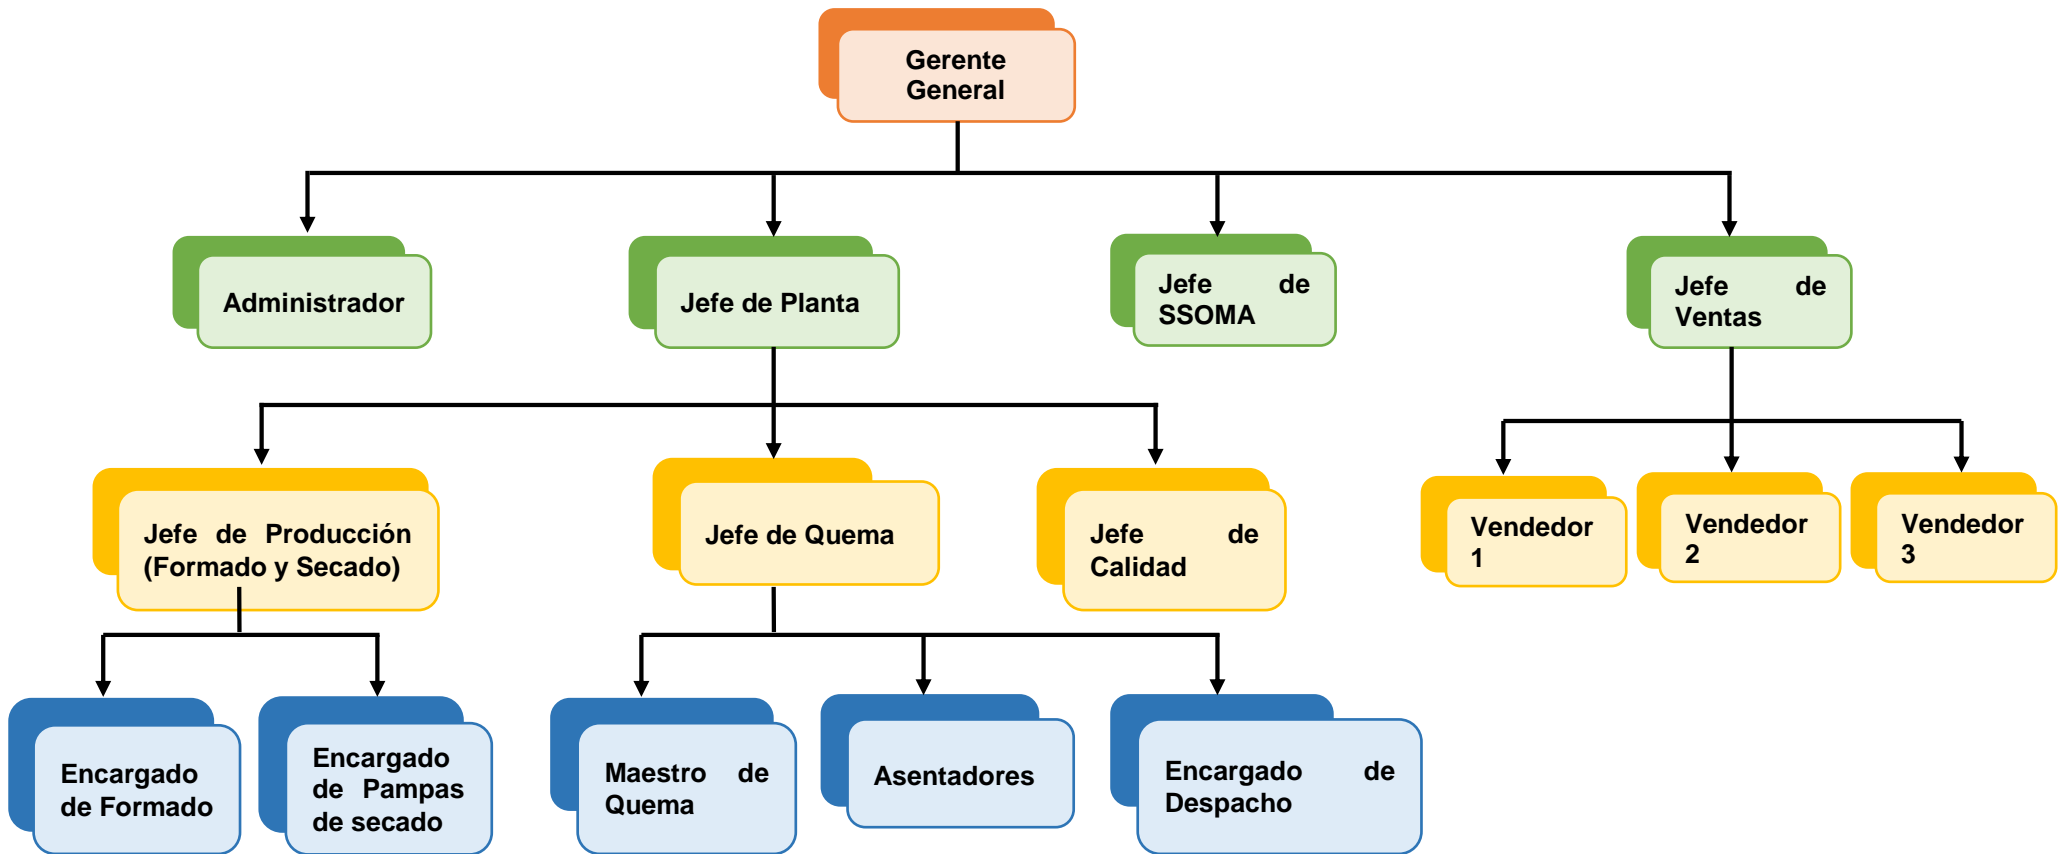 Gerente
General
Administrador
Jefe de Planta
Jefe de
SSOMA
Jefe de
Ventas
Jefe de Producción
(Formado y Secado)
Jefe de Quema
Jefe de
Calidad
Vendedor
1
Vendedor
2
Vendedor
3
Encargado
de Formado
Encargado
de Pampas
de secado
Maestro de
Quema
Asentadores
Encargado de
Despacho